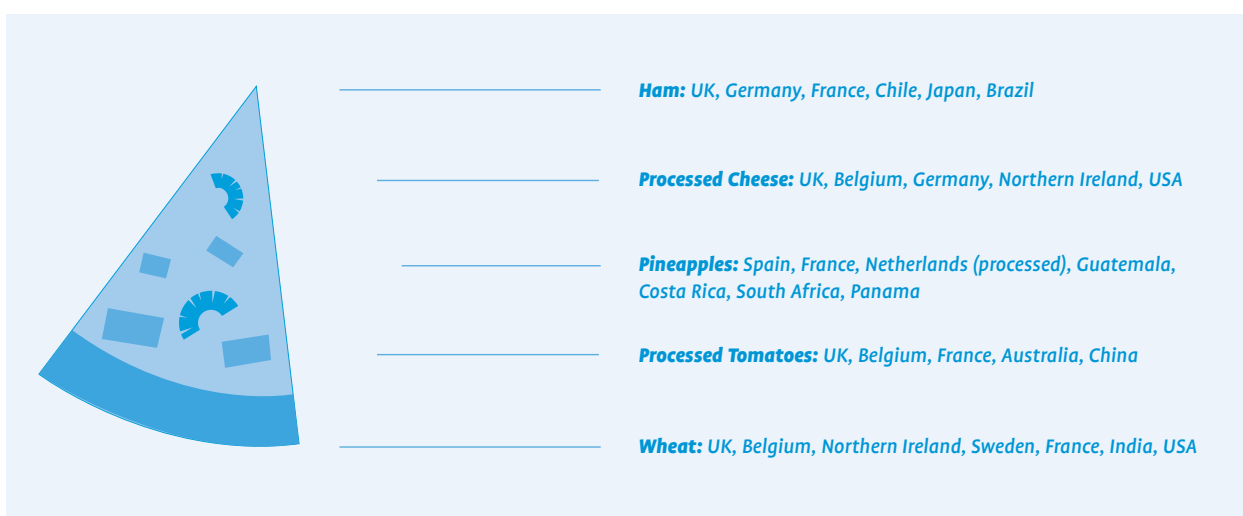 Ham: UK, Germany, France, Chile, Japan, Brazil
Processed Cheese: UK, Belgium, Germany, Northern Ireland, USA
Pineapples: Spain, France, Netherlands (processed), Guatemala,
Costa Rica, South Africa, Panama
Processed Tomatoes: UK, Belgium, France, Australia, China
Wheat: UK, Belgium, Northern Ireland, Sweden, France, India, USA